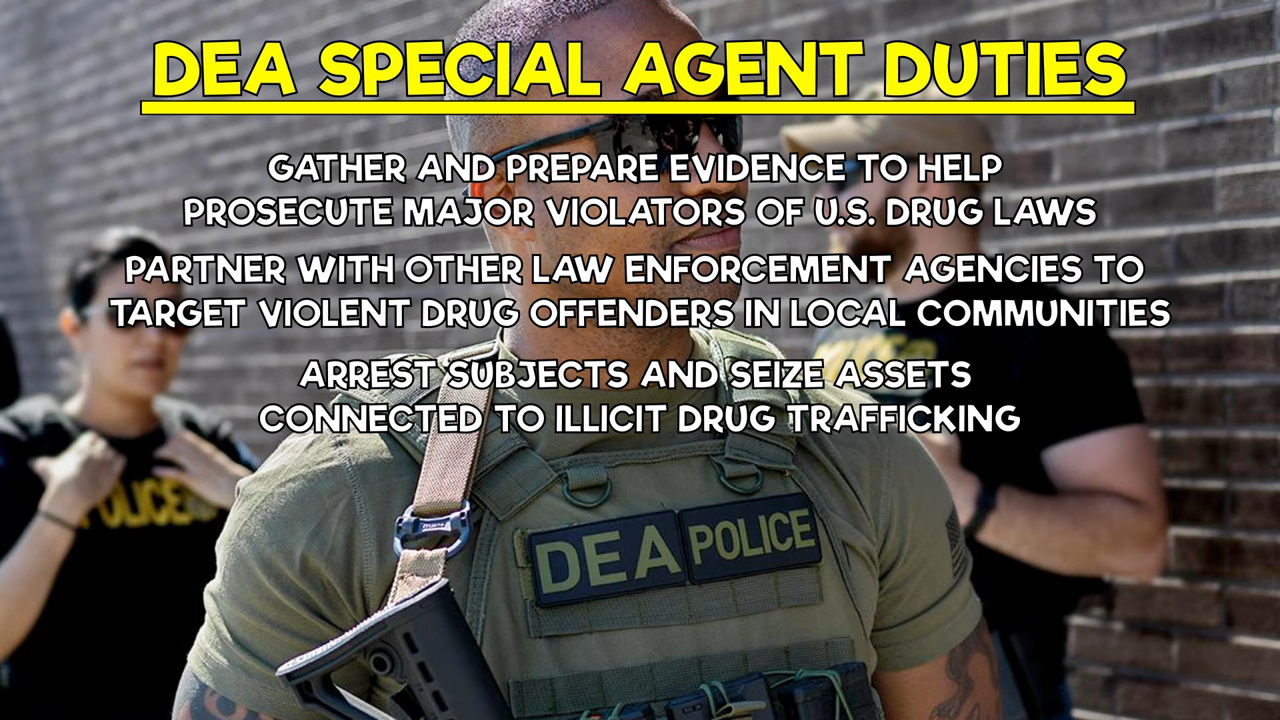 DEA SPECIAL AGENT DUTIES
GATHER AND PREPARE EVIDENCE TO HELP
PROSECUTE MAJOR VIOLATORS OF U.S. DRUG LAWS
PARTNER WITH OTHER LAW ENFORCEMENT AGENCIES TO
TARGET VIOLENT DRUG OFFENDERS IN LOCAL COMMUNITIES
ARREST SUBJECTS AND SEIZE ASSETS
CONNECTED TO ILLICIT DRUG TRAFFICKING
POLICE
DEA POLICE